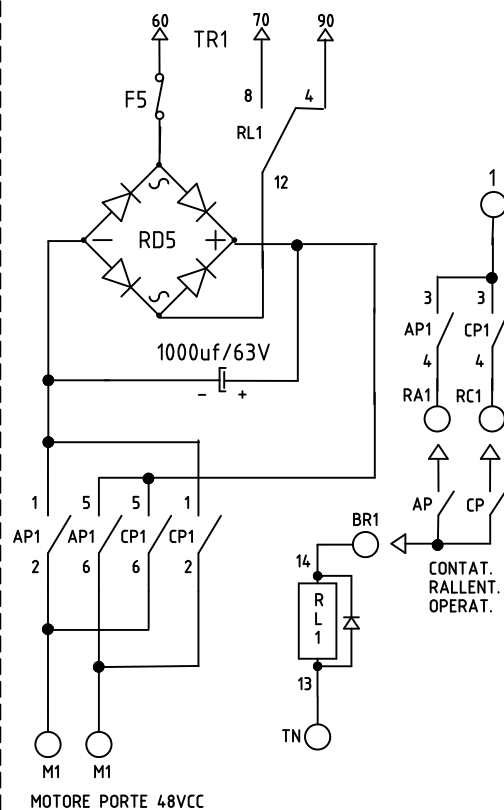 60 70 90
TR1
F5
8 4
RL1
12
1
~
- RD5 +
~
3 3
AP1 CP1
4 4
1000uf/63V
- +
RA1 RC1
1 5 5 1
AP CP
AP1 AP1 CP1 CP1
BR1
2 6 6 2
14
CONTAT.
RALLENT.
OPERAT.
RL1
13
TN
M1 M1
MOTORE PORTE 48VCC